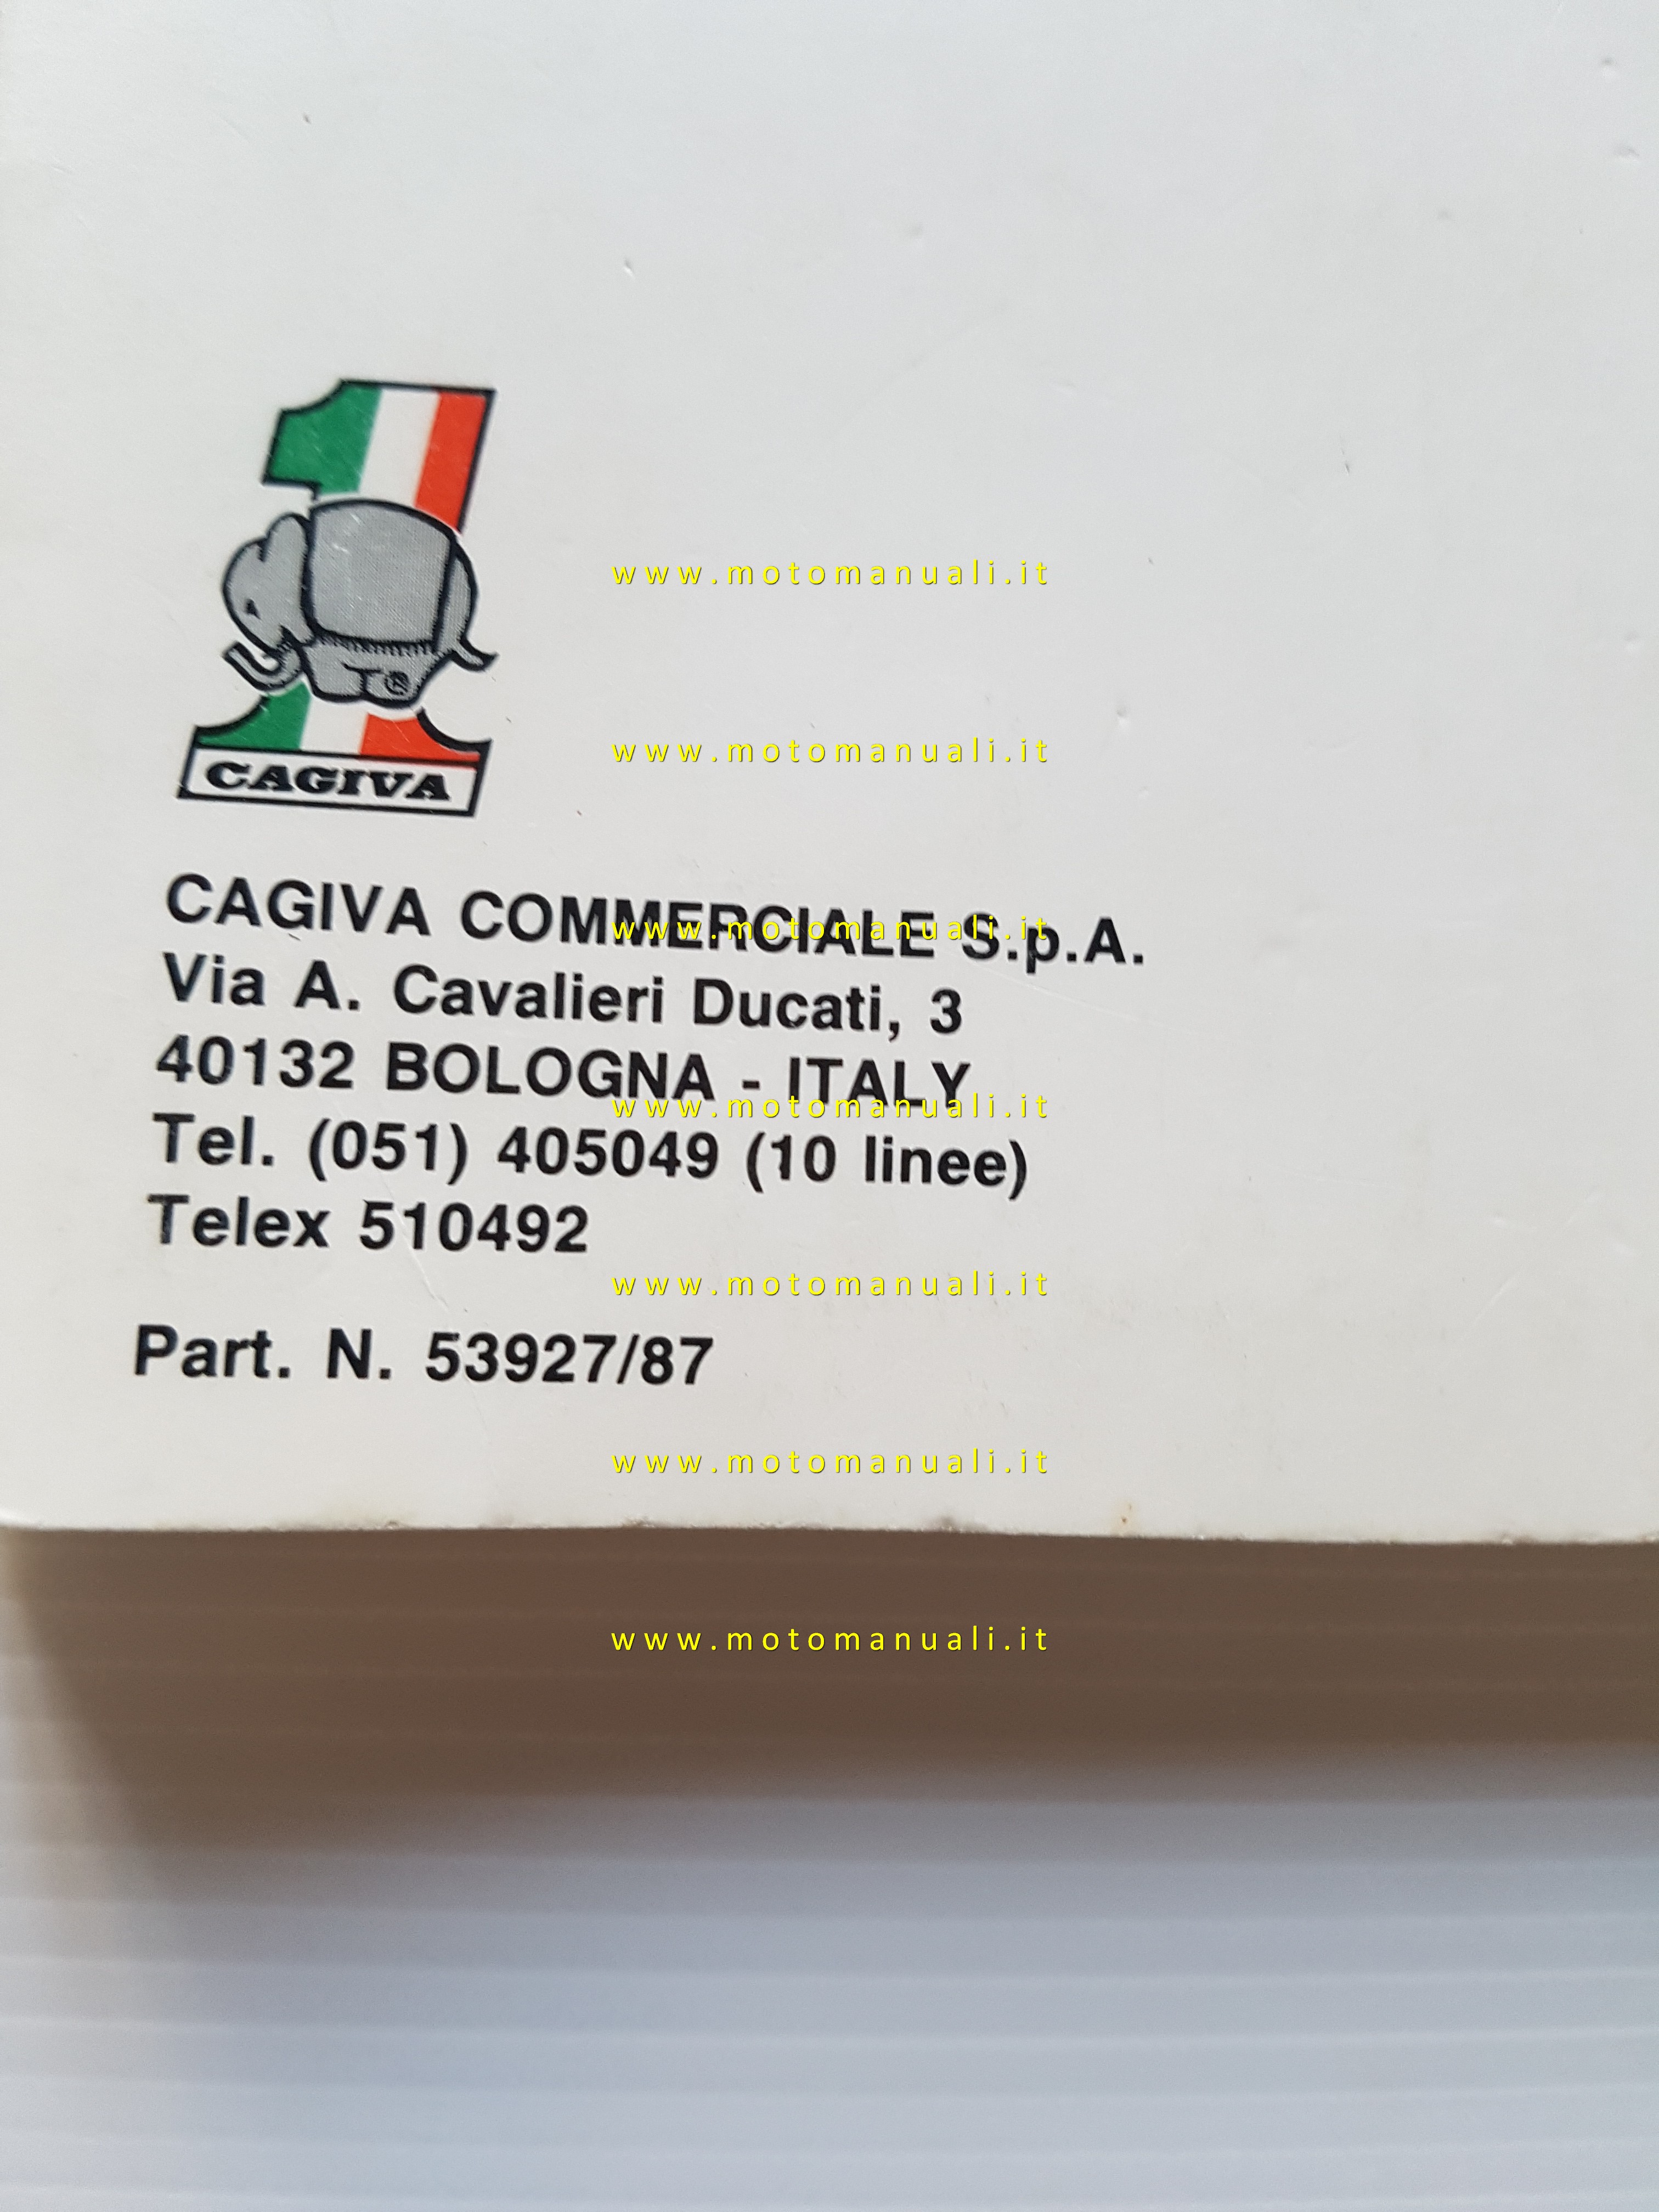 www.motomanuali.it
®
www.motomanuali.it
CAGIVA
CAGIVA COMMERCIALE S.p.A.
www.motomanuali.it
Via A. Cavalieri Ducati, 3
40132 BOLOGNA - ITALY
www.motomanuali.it
Tel. (051) 405049 (10 linee)
Telex 510492
www.motomanuali.it
Part. N. 53927/87
www.motomanuali.it
www.motomanuali.it